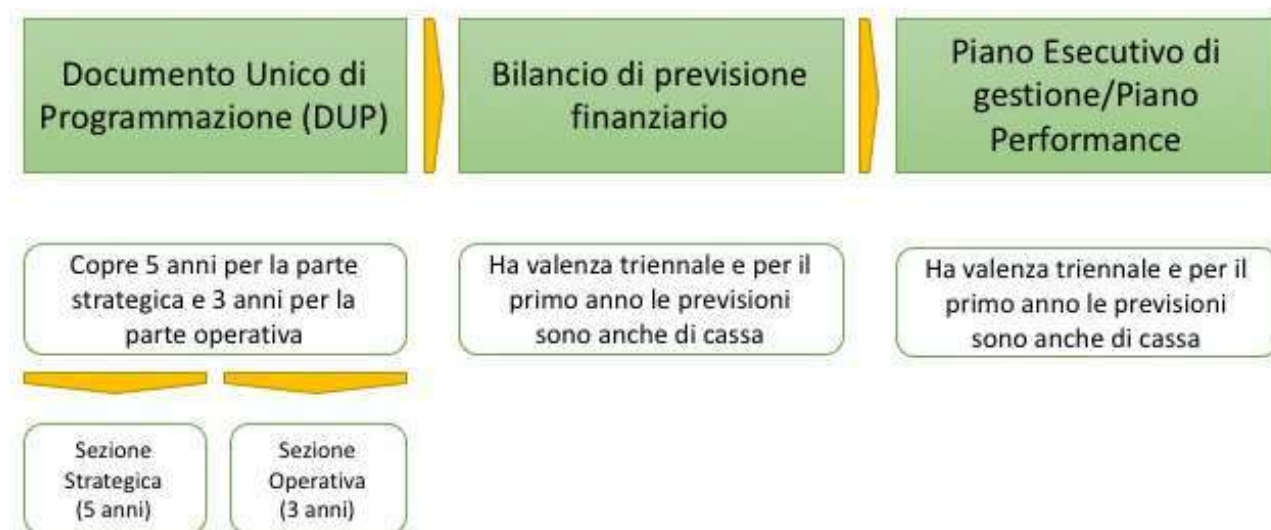 Documento Unico di
Programmazione (DUP)
Bilancio di previsione
finanziario
Piano Esecutivo di
gestione/Piano
Performance
Copre 5 anni per la parte
strategica e 3 anni per la
parte operativa
Ha valenza triennale e per il
primo anno le previsioni
sono anche di cassa
Ha valenza triennale e per il
primo anno le previsioni
sono anche di cassa
Sezione
Strategica
(5 anni)
Sezione
Operativa
(3 anni)